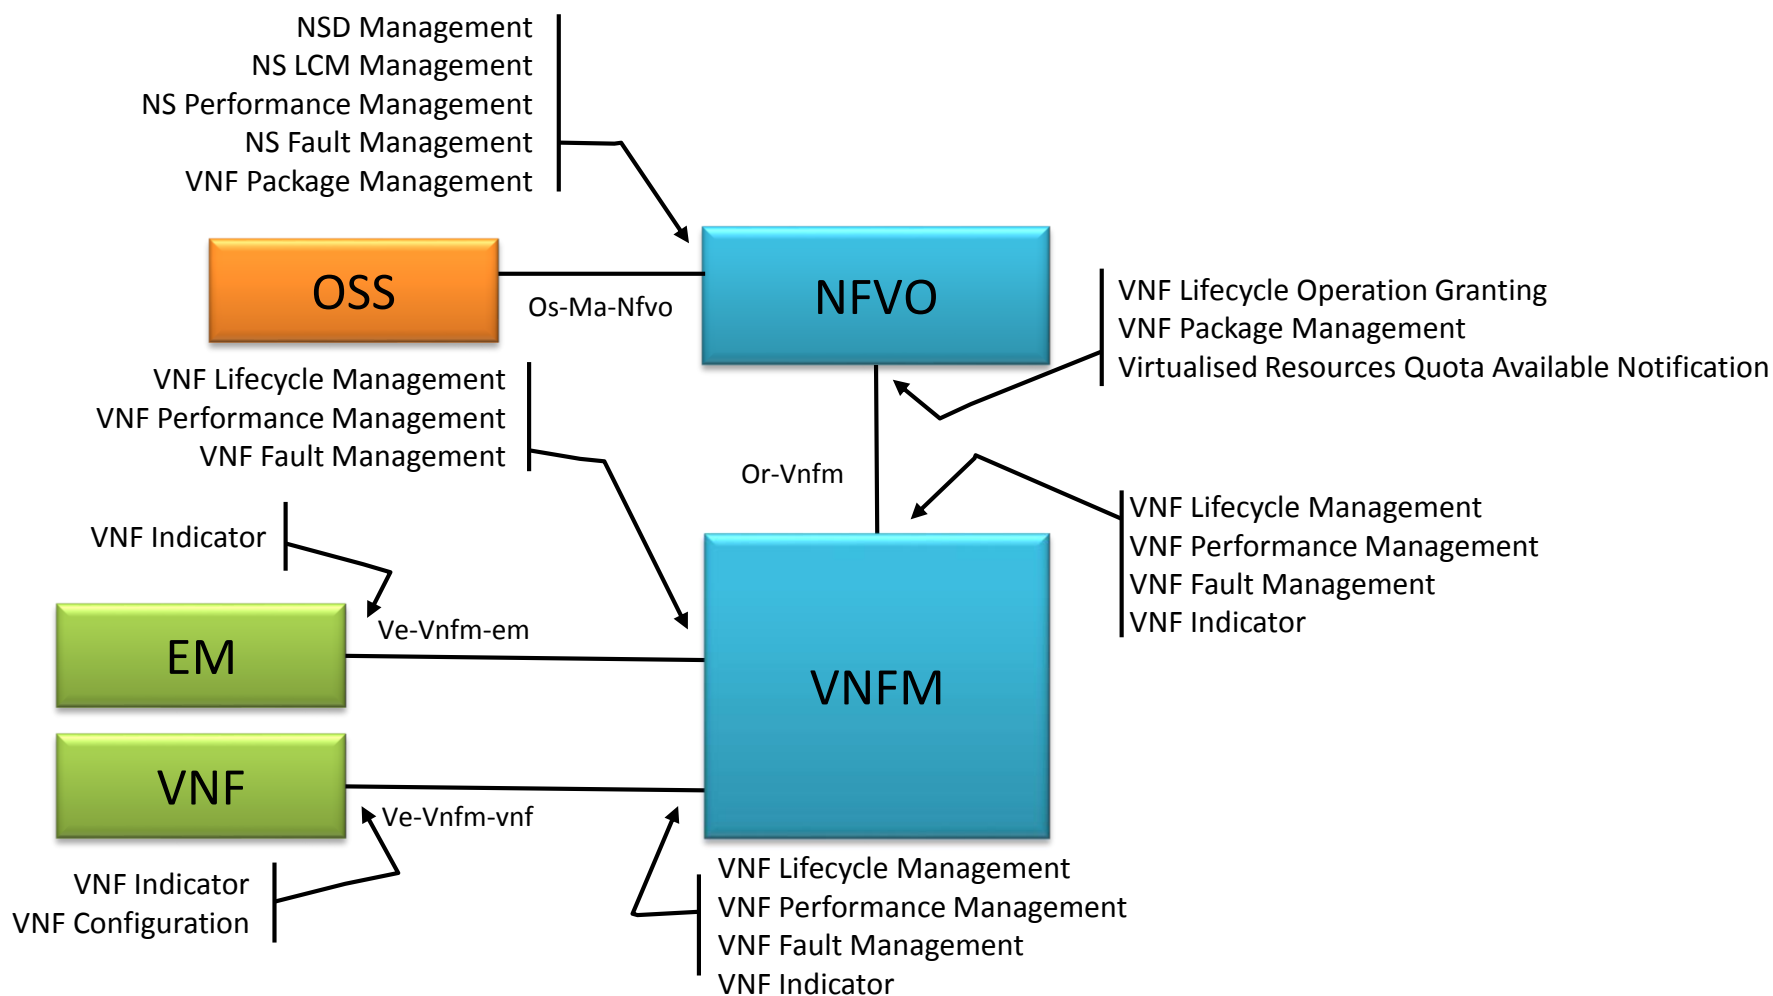 NSD Management
NS LCM Management
NS Performance Management
NS Fault Management
VNF Package Management
OSS
Os-Ma-Nfvo
NFVO
VNF Lifecycle Operation Granting
VNF Package Management
Virtualised Resources Quota Available Notification
VNF Lifecycle Management
VNF Performance Management
VNF Fault Management
Or-Vnfm
VNF Lifecycle Management
VNF Performance Management
VNF Fault Management
VNF Indicator
VNF Indicator
Ve-Vnfm-em
EM
VNFM
VNF
Ve-Vnfm-vnf
VNF Indicator
VNF Configuration
VNF Lifecycle Management
VNF Performance Management
VNF Fault Management
VNF Indicator